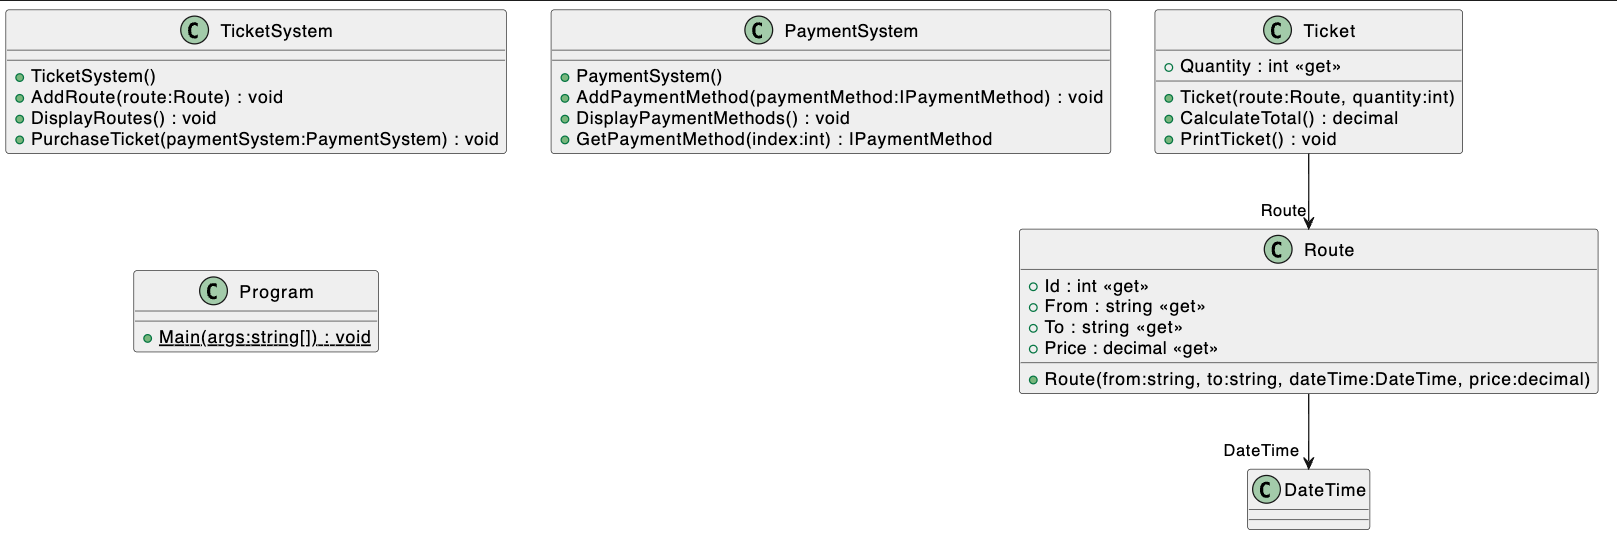 C TicketSystem
TicketSystem()
AddRoute(route:Route) : void
DisplayRoutes() : void
PurchaseTicket(paymentSystem:PaymentSystem) : void
C PaymentSystem
PaymentSystem()
AddPaymentMethod(paymentMethod:IPaymentMethod) : void
DisplayPaymentMethods() : void
GetPaymentMethod(index:int) : IPaymentMethod
C Ticket
Quantity : int «get»
Ticket(route:Route, quantity:int)
CalculateTotal() : decimal
PrintTicket() : void
Route
C Program
Main(args:string[]) : void
C Route
Id : int «get»
From : string «get»
To : string «get»
Price : decimal «get»
Route(from:string, to:string, dateTime:DateTime, price:decimal)
DateTime
C DateTime